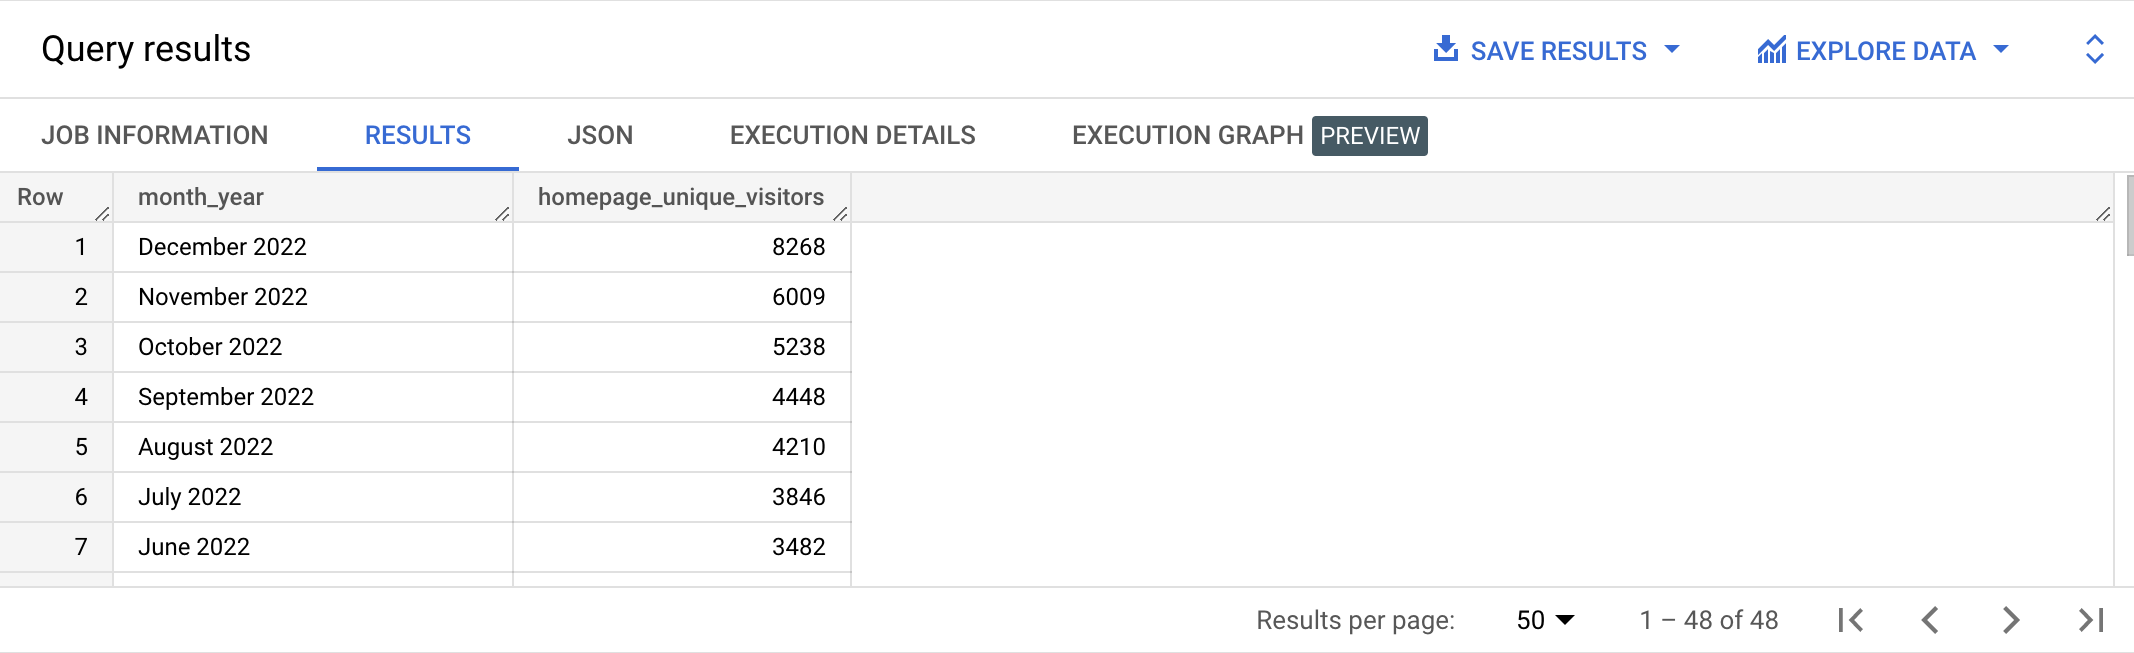 Query results
SAVE RESULTS
EXPLORE DATA
JOB INFORMATION RESULTS JSON EXECUTION DETAILS EXECUTION GRAPH PREVIEW
Row month_year homepage_unique_visitors
1 December 2022 8268
2 November 2022 6009
3 October 2022 5238
4 September 2022 4448
5 August 2022 4210
6 July 2022 3846
7 June 2022 3482
Results per page: 50 1 – 48 of 48